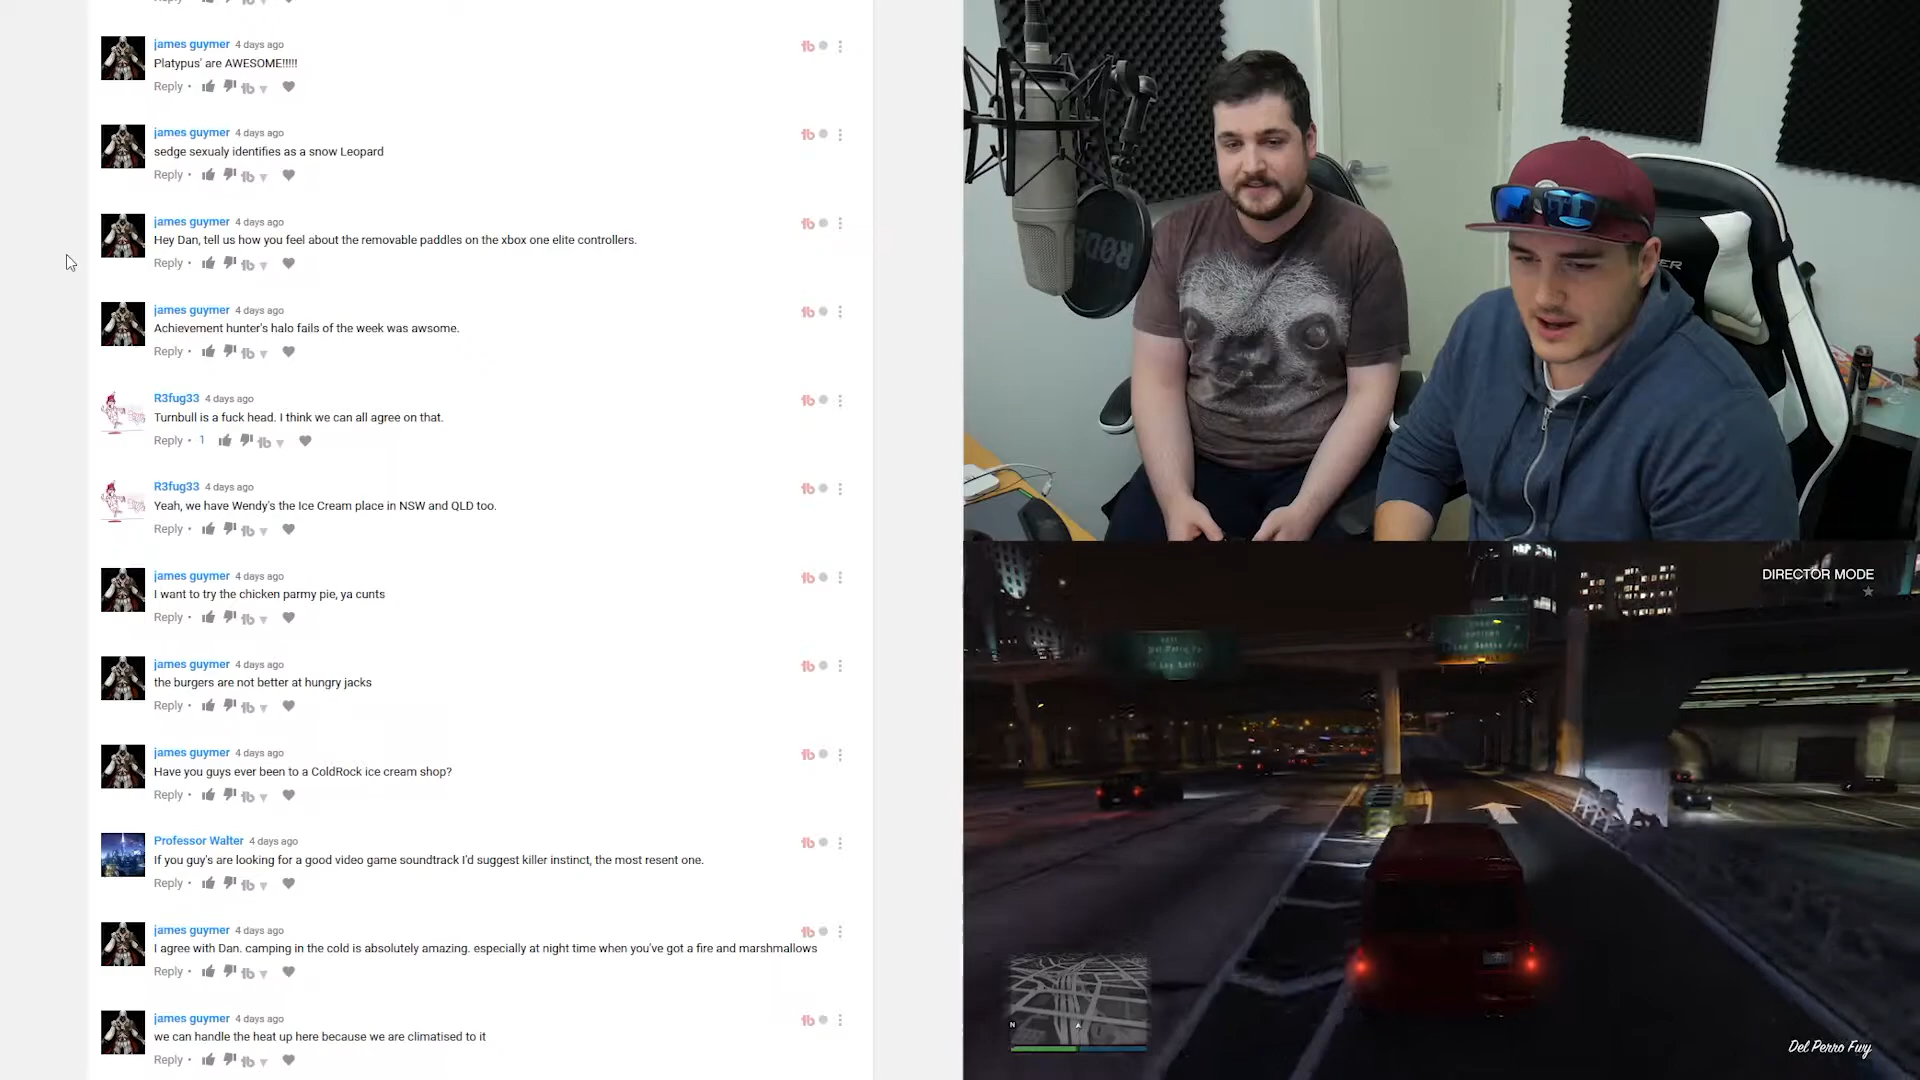 Reply •
james guymer 4 days ago
Platypus' are AWESOME!!!!!
Reply •
james guymer 4 days ago
sedge sexualy identifies as a snow Leopard
Reply •
james guymer 4 days ago
Hey Dan, tell us how you feel about the removable paddles on the xbox one elite controllers.
Reply •
james guymer 4 days ago
Achievement hunter's halo fails of the week was awsome.
Reply •
R3fug33 4 days ago
Turnbull is a fuck head. I think we can all agree on that.
Reply • 1
R3fug33 4 days ago
Yeah, we have Wendy's the Ice Cream place in NSW and QLD too.
Reply •
james guymer 4 days ago
I want to try the chicken parmy pie, ya cunts
Reply •
james guymer 4 days ago
the burgers are not better at hungry jacks
Reply •
james guymer 4 days ago
Have you guys ever been to a ColdRock ice cream shop?
Reply •
Professor Walter 4 days ago
If you guy's are looking for a good video game soundtrack I'd suggest killer instinct, the most resent one.
Reply •
james guymer 4 days ago
I agree with Dan. camping in the cold is absolutely amazing. especially at night time when you've got a fire and marshmallows
Reply •
james guymer 4 days ago
we can handle the heat up here because we are climatised to it
Reply •
RØDE
DIRECTOR MODE
N
Del Perro Fwy